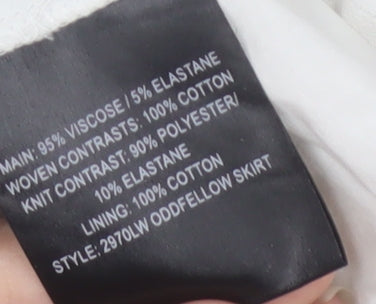 MAIN: 95% VISCOSE / 5% ELASTANE
WOVEN CONTRASTS: 100% COTTON
KNIT CONTRAST: 90% POLYESTER/
10% ELASTANE
LINING: 100% COTTON
STYLE: 2970LW ODDFELLOW SKIRT